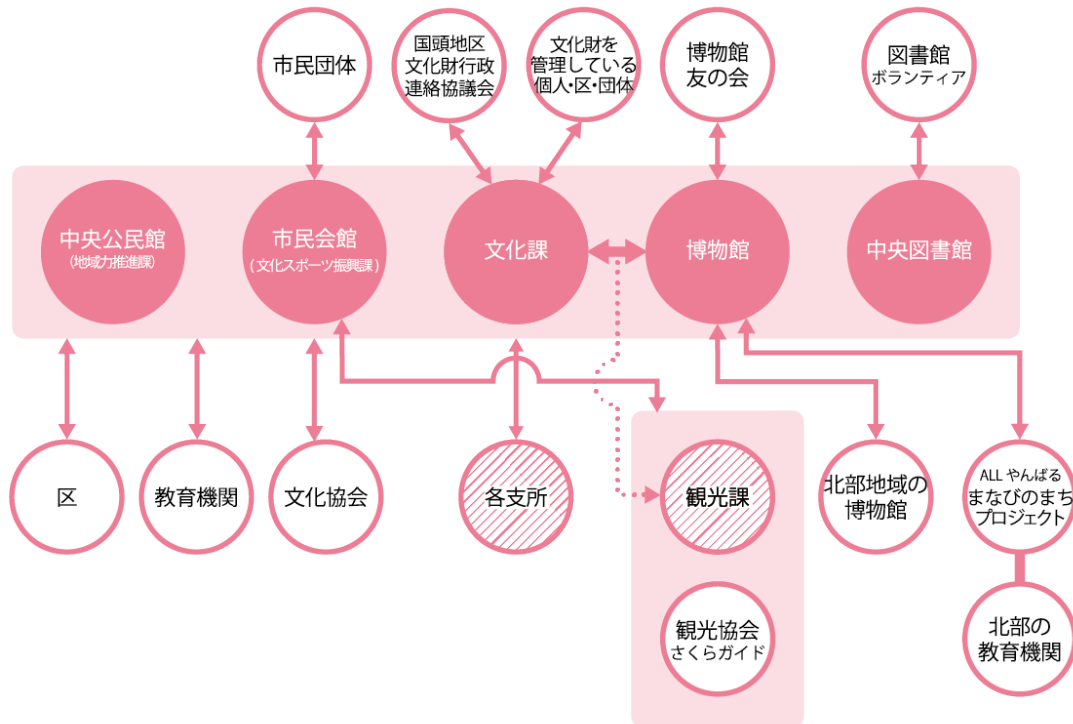 市民団体
国頭地区
文化財行政
連絡協議会
文化財を
管理している
個人・区・団体
博物館
友の会
図書館
ボランティア
中央公民館
（地域力推進課）
市民会館
(文化スポーツ振興課)
文化課
博物館
中央図書館
区
教育機関
文化協会
各支所
観光課
北部地域の
博物館
ALL やんばる
まなびのまち
プロジェクト
観光協会
さくらガイド
北部の
教育機関